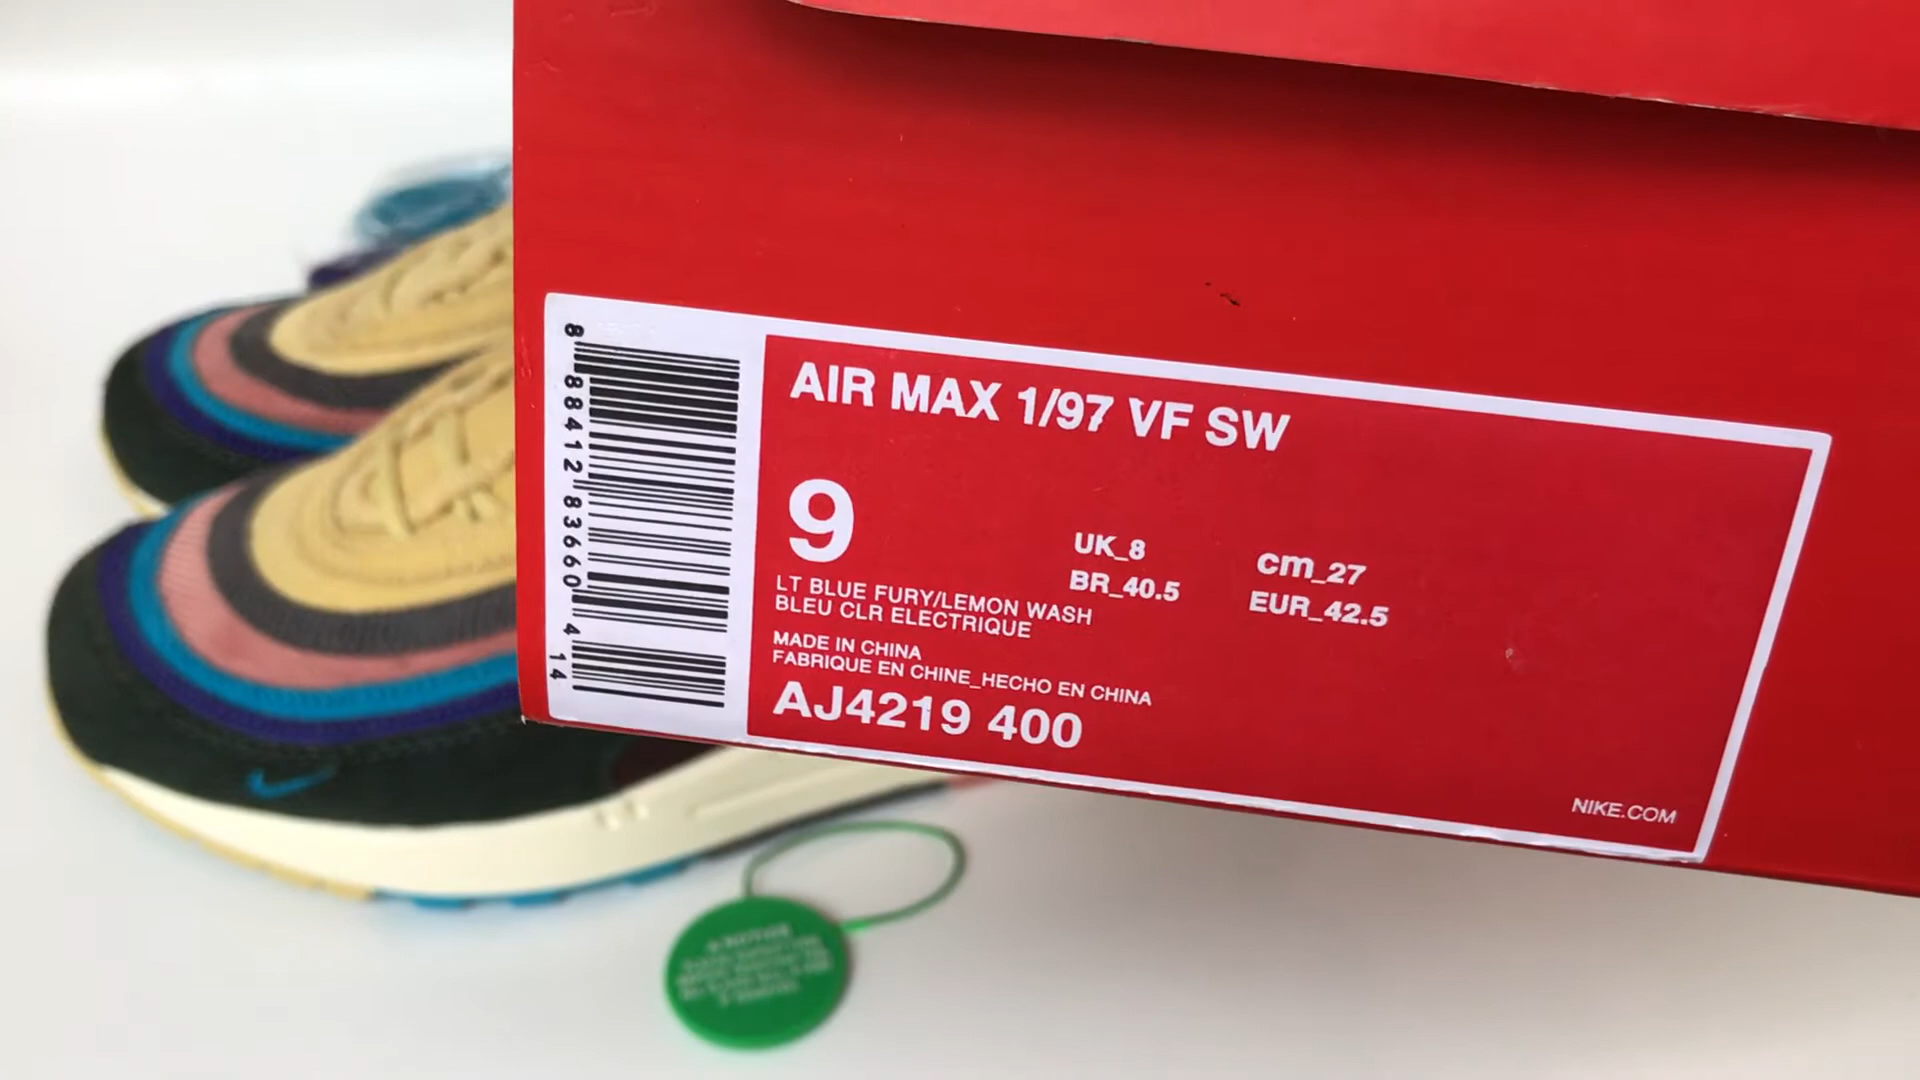 8 88412 83660 4 14
AIR MAX 1/97 VF SW
9
UK_8
cm_27
BR_40.5
EUR_42.5
LT BLUE FURY/LEMON WASH
BLEU CLR ELECTRIQUE
MADE IN CHINA
FABRIQUE EN CHINE_HECHO EN CHINA
AJ4219 400
NIKE.COM